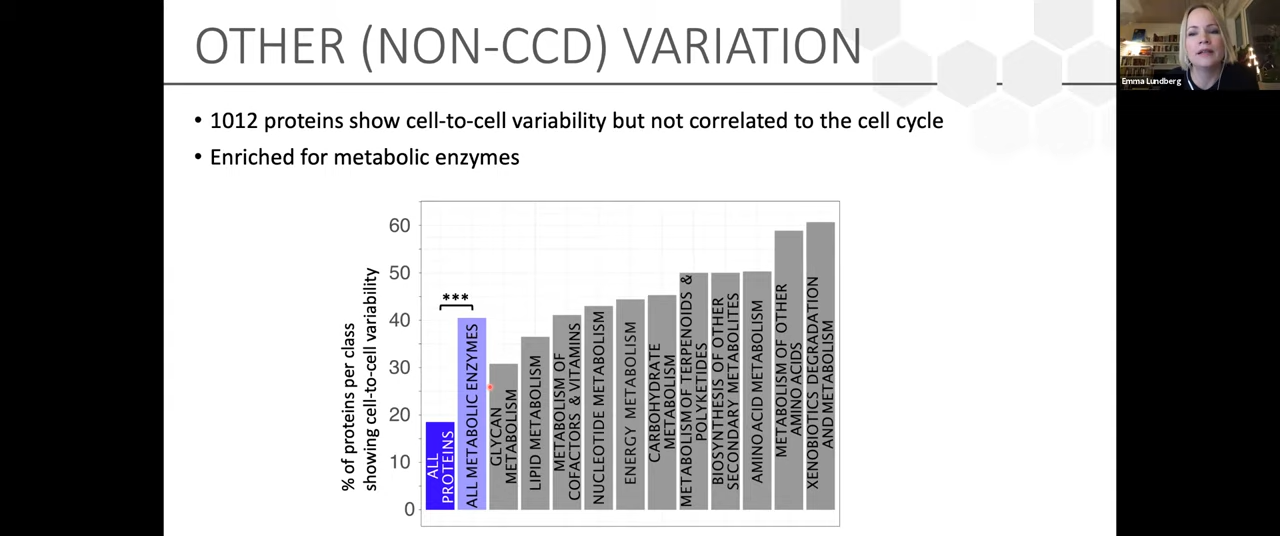 OTHER (NON-CCD) VARIATION
Emma Lundberg
• 1012 proteins show cell-to-cell variability but not correlated to the cell cycle
• Enriched for metabolic enzymes
% of proteins per class
showing cell-to-cell variability
60
50
40
30
20
10
0
***
ALL
PROTEINS
ALL METABOLIC ENZYMES
GLYCAN
METABOLISM
LIPID METABOLISM
METABOLISM OF
COFACTORS & VITAMINS
NUCLEOTIDE METABOLISM
ENERGY METABOLISM
CARBOHYDRATE
METABOLISM
METABOLISM OF TERPENOIDS &
POLYKETIDES
BIOSYNTHESIS OF OTHER
SECONDARY METABOLITES
AMINO ACID METABOLISM
METABOLISM OF OTHER
AMINO ACIDS
XENOBIOTICS DEGRADATION
AND METABOLISM